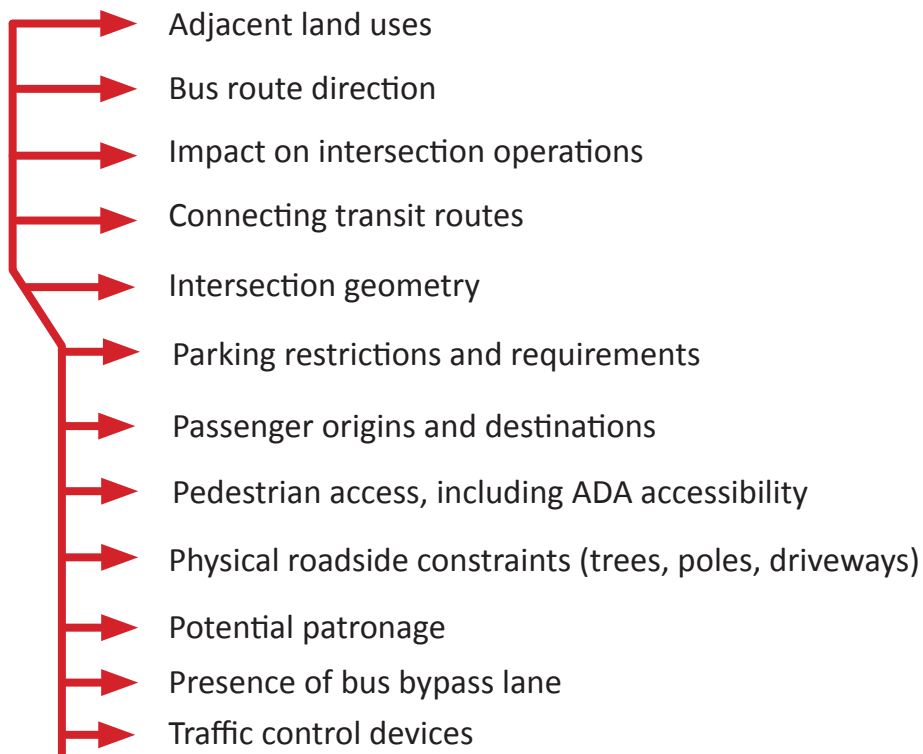 Adjacent land uses
Bus route direction
Impact on intersection operations
Connecting transit routes
Intersection geometry
Parking restrictions and requirements
Passenger origins and destinations
Pedestrian access, including ADA accessibility
Physical roadside constraints (trees, poles, driveways)
Potential patronage
Presence of bus bypass lane
Traffic control devices